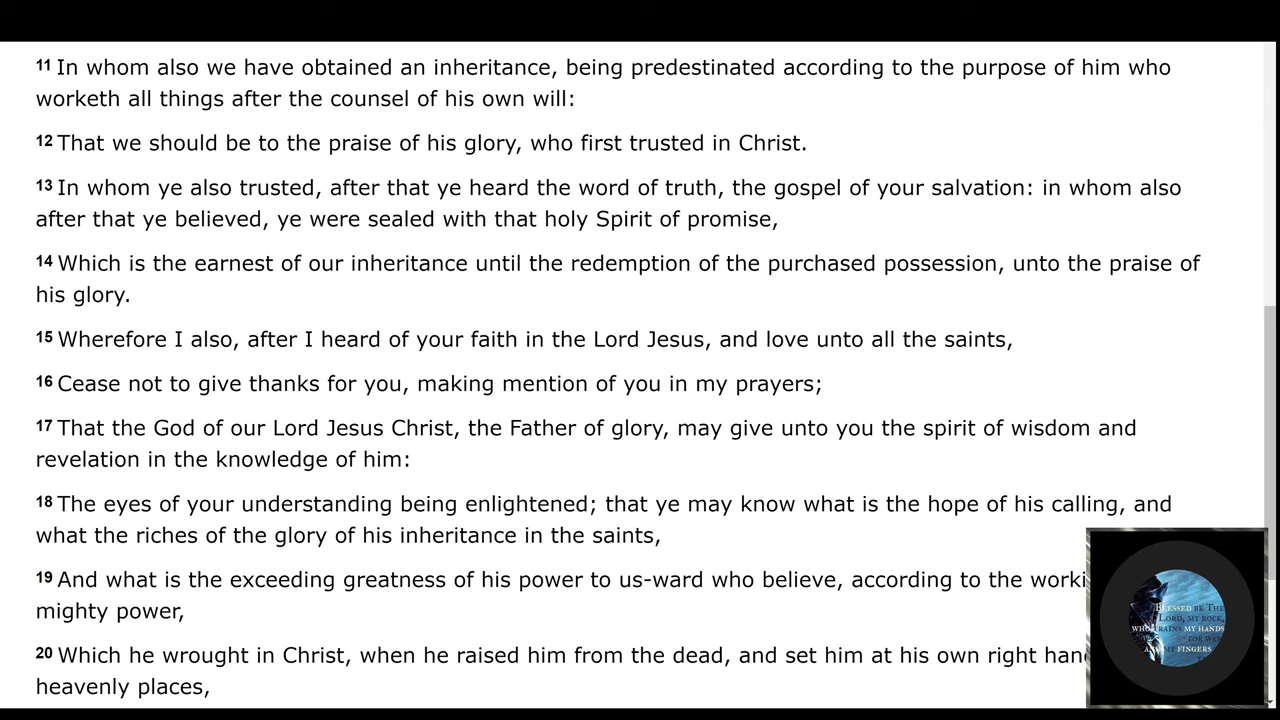 11 In whom also we have obtained an inheritance, being predestinated according to the purpose of him who
worketh all things after the counsel of his own will:
12 That we should be to the praise of his glory, who first trusted in Christ.
13 In whom ye also trusted, after that ye heard the word of truth, the gospel of your salvation: in whom also
after that ye believed, ye were sealed with that holy Spirit of promise,
14 Which is the earnest of our inheritance until the redemption of the purchased possession, unto the praise of
his glory.
15 Wherefore I also, after I heard of your faith in the Lord Jesus, and love unto all the saints,
16 Cease not to give thanks for you, making mention of you in my prayers;
17 That the God of our Lord Jesus Christ, the Father of glory, may give unto you the spirit of wisdom and
revelation in the knowledge of him:
18 The eyes of your understanding being enlightened; that ye may know what is the hope of his calling, and
what the riches of the glory of his inheritance in the saints,
19 And what is the exceeding greatness of his power to us-ward who believe, according to the
mighty power,
20 Which he wrought in Christ, when he raised him from the dead, and set him at his own right
heavenly places,
Blessed be the
Lord, my rock,
who trains my hands
for war
my fingers